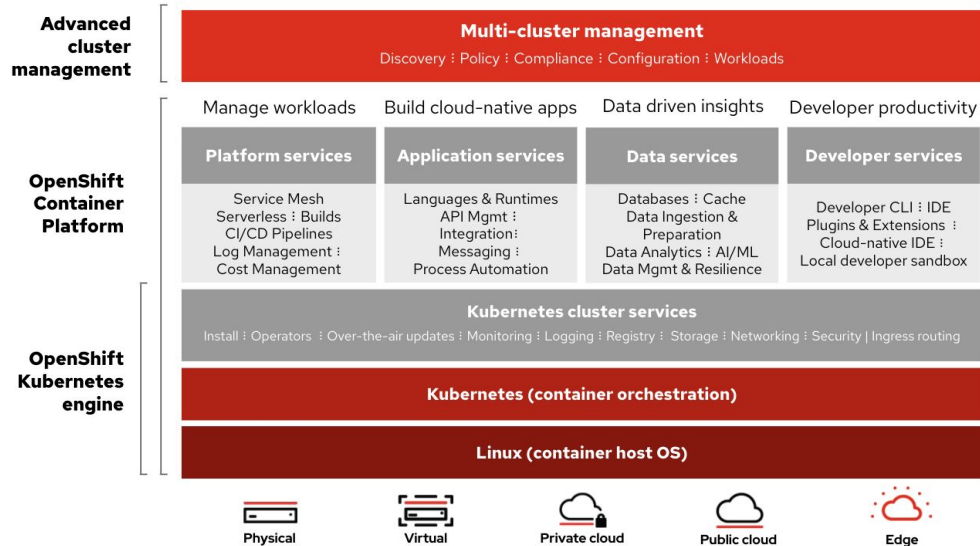 Advanced
cluster
management
Multi-cluster management
Discovery ⋮ Policy ⋮ Compliance ⋮ Configuration ⋮ Workloads
OpenShift
Container
Platform
Manage workloads
Platform services
Service Mesh
Serverless ⋮ Builds
CI/CD Pipelines
Log Management ⋮
Cost Management
Build cloud-native apps
Application services
Languages & Runtimes
API Mgmt ⋮
Integration⋮
Messaging ⋮
Process Automation
Data driven insights
Data services
Databases ⋮ Cache
Data Ingestion &
Preparation
Data Analytics ⋮ AI/ML
Data Mgmt & Resilience
Developer productivity
Developer services
Developer CLI ⋮ IDE
Plugins & Extensions ⋮
Cloud-native IDE ⋮
Local developer sandbox
OpenShift
Kubernetes
engine
Kubernetes cluster services
Install ⋮ Operators ⋮ Over-the-air updates ⋮ Monitoring ⋮ Logging ⋮ Registry ⋮ Storage ⋮ Networking ⋮ Security | Ingress routing
Kubernetes (container orchestration)
Linux (container host OS)
Physical
Virtual
Private cloud
Public cloud
Edge